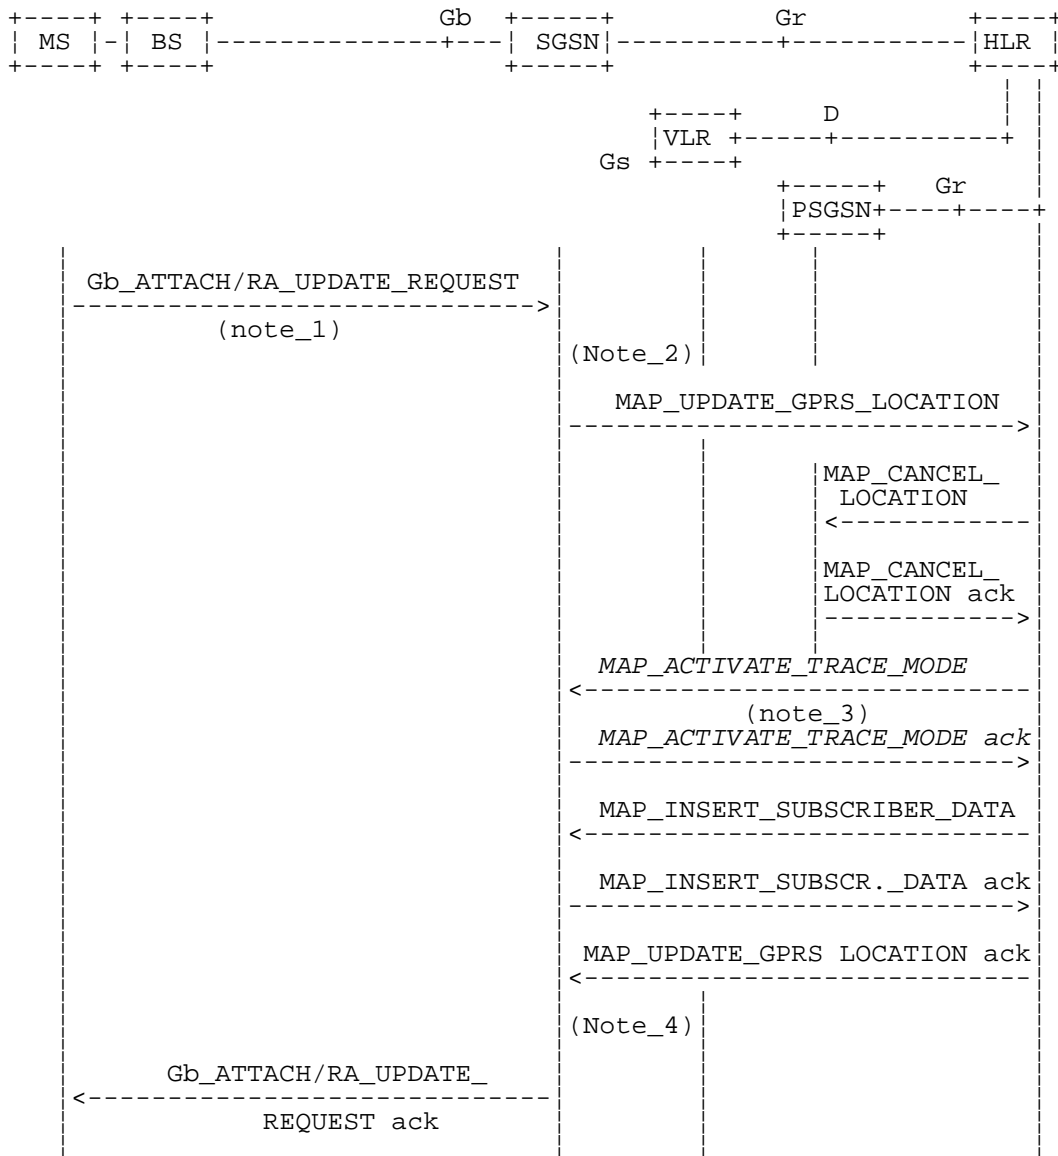 Gb Gr
MS BS SGSN HLR
D
VLR
Gs
Gr
PSGSN
Gb_ATTACH/RA_UPDATE_REQUEST
(note_1)
(Note_2)
MAP_UPDATE_GPRS_LOCATION
MAP_CANCEL_
LOCATION
MAP_CANCEL_
LOCATION ack
MAP_ACTIVATE_TRACE_MODE
(note_3)
MAP_ACTIVATE_TRACE_MODE ack
MAP_INSERT_SUBSCRIBER_DATA
MAP_INSERT_SUBSCR._DATA ack
MAP_UPDATE_GPRS LOCATION ack
(Note_4)
Gb_ATTACH/RA_UPDATE_
REQUEST ack